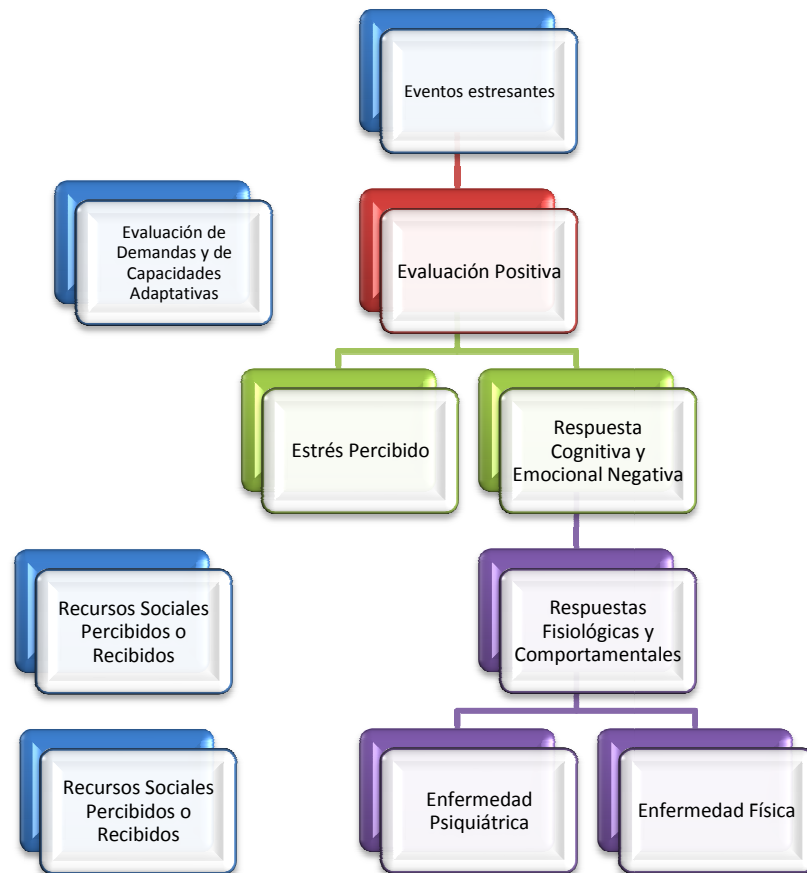 Eventos estresantes
Evaluación de
Demandas y de
Capacidades
Adaptativas
Evaluación Positiva
Estrés Percibido
Respuesta
Cognitiva y
Emocional Negativa
Recursos Sociales
Percibidos o
Recibidos
Respuestas
Fisiológicas y
Comportamentales
Recursos Sociales
Percibidos o
Recibidos
Enfermedad
Psiquiátrica
Enfermedad Física